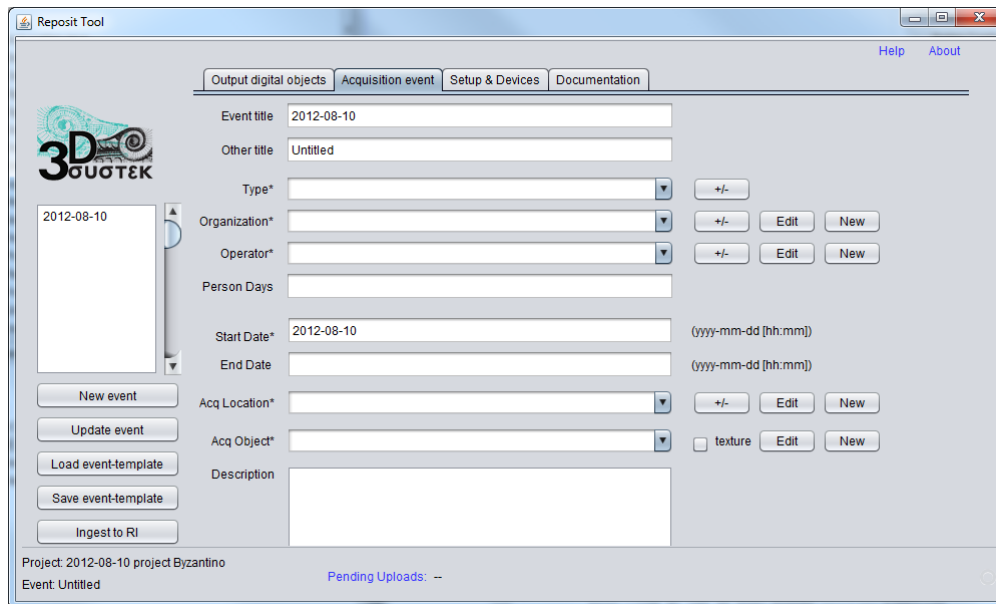 Reposit Tool
Help About
Output digital objects Acquisition event Setup & Devices Documentation
Event title 2012-08-10
Other title Untitled
Type* +/-
Organization* +/- Edit New
Operator* +/- Edit New
Person Days
Start Date* 2012-08-10 (yyyy-mm-dd [hh:mm])
End Date (yyyy-mm-dd [hh:mm])
Acq Location* +/- Edit New
Acq Object* texture Edit New
Description
3D
συστεκ
2012-08-10
New event
Update event
Load event-template
Save event-template
Ingest to RI
Project: 2012-08-10 project Byzantino
Event: Untitled
Pending Uploads: --